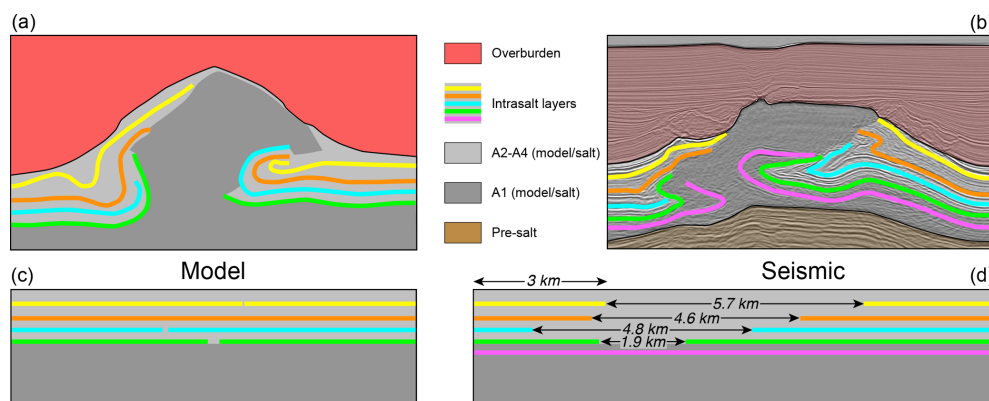 (a)
(b)
Overburden
Intrasalt layers
A2-A4 (model/salt)
A1 (model/salt)
Pre-salt
(c)
Model
Seismic
(d)
3 km
5.7 km
4.6 km
4.8 km
1.9 km